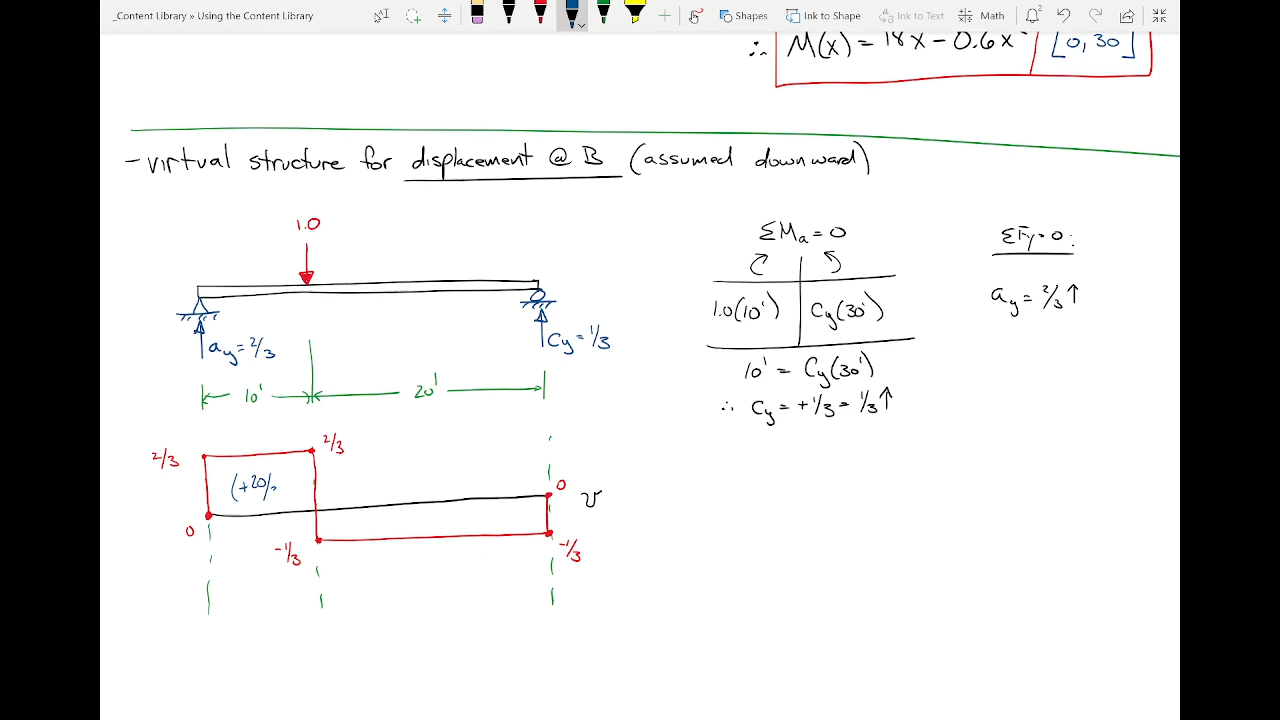 _Content Library » Using the Content Library
Shapes Ink to Shape Ink to Text Math
∴ M(x) = 18x - 0.6x [0, 30]
- virtual structure for displacement @ B (assumed downward)
1.0
ay = 2/3
Cy = 1/3
10' 20'
ΣMa = 0
1.0(10') Cy(30')
10' = Cy(30')
∴ Cy = + 1/3 = 1/3 ↑
ΣFy = 0:
ay = 2/3 ↑
2/3 2/3
(+20/
0 0 v
-1/3 -1/3